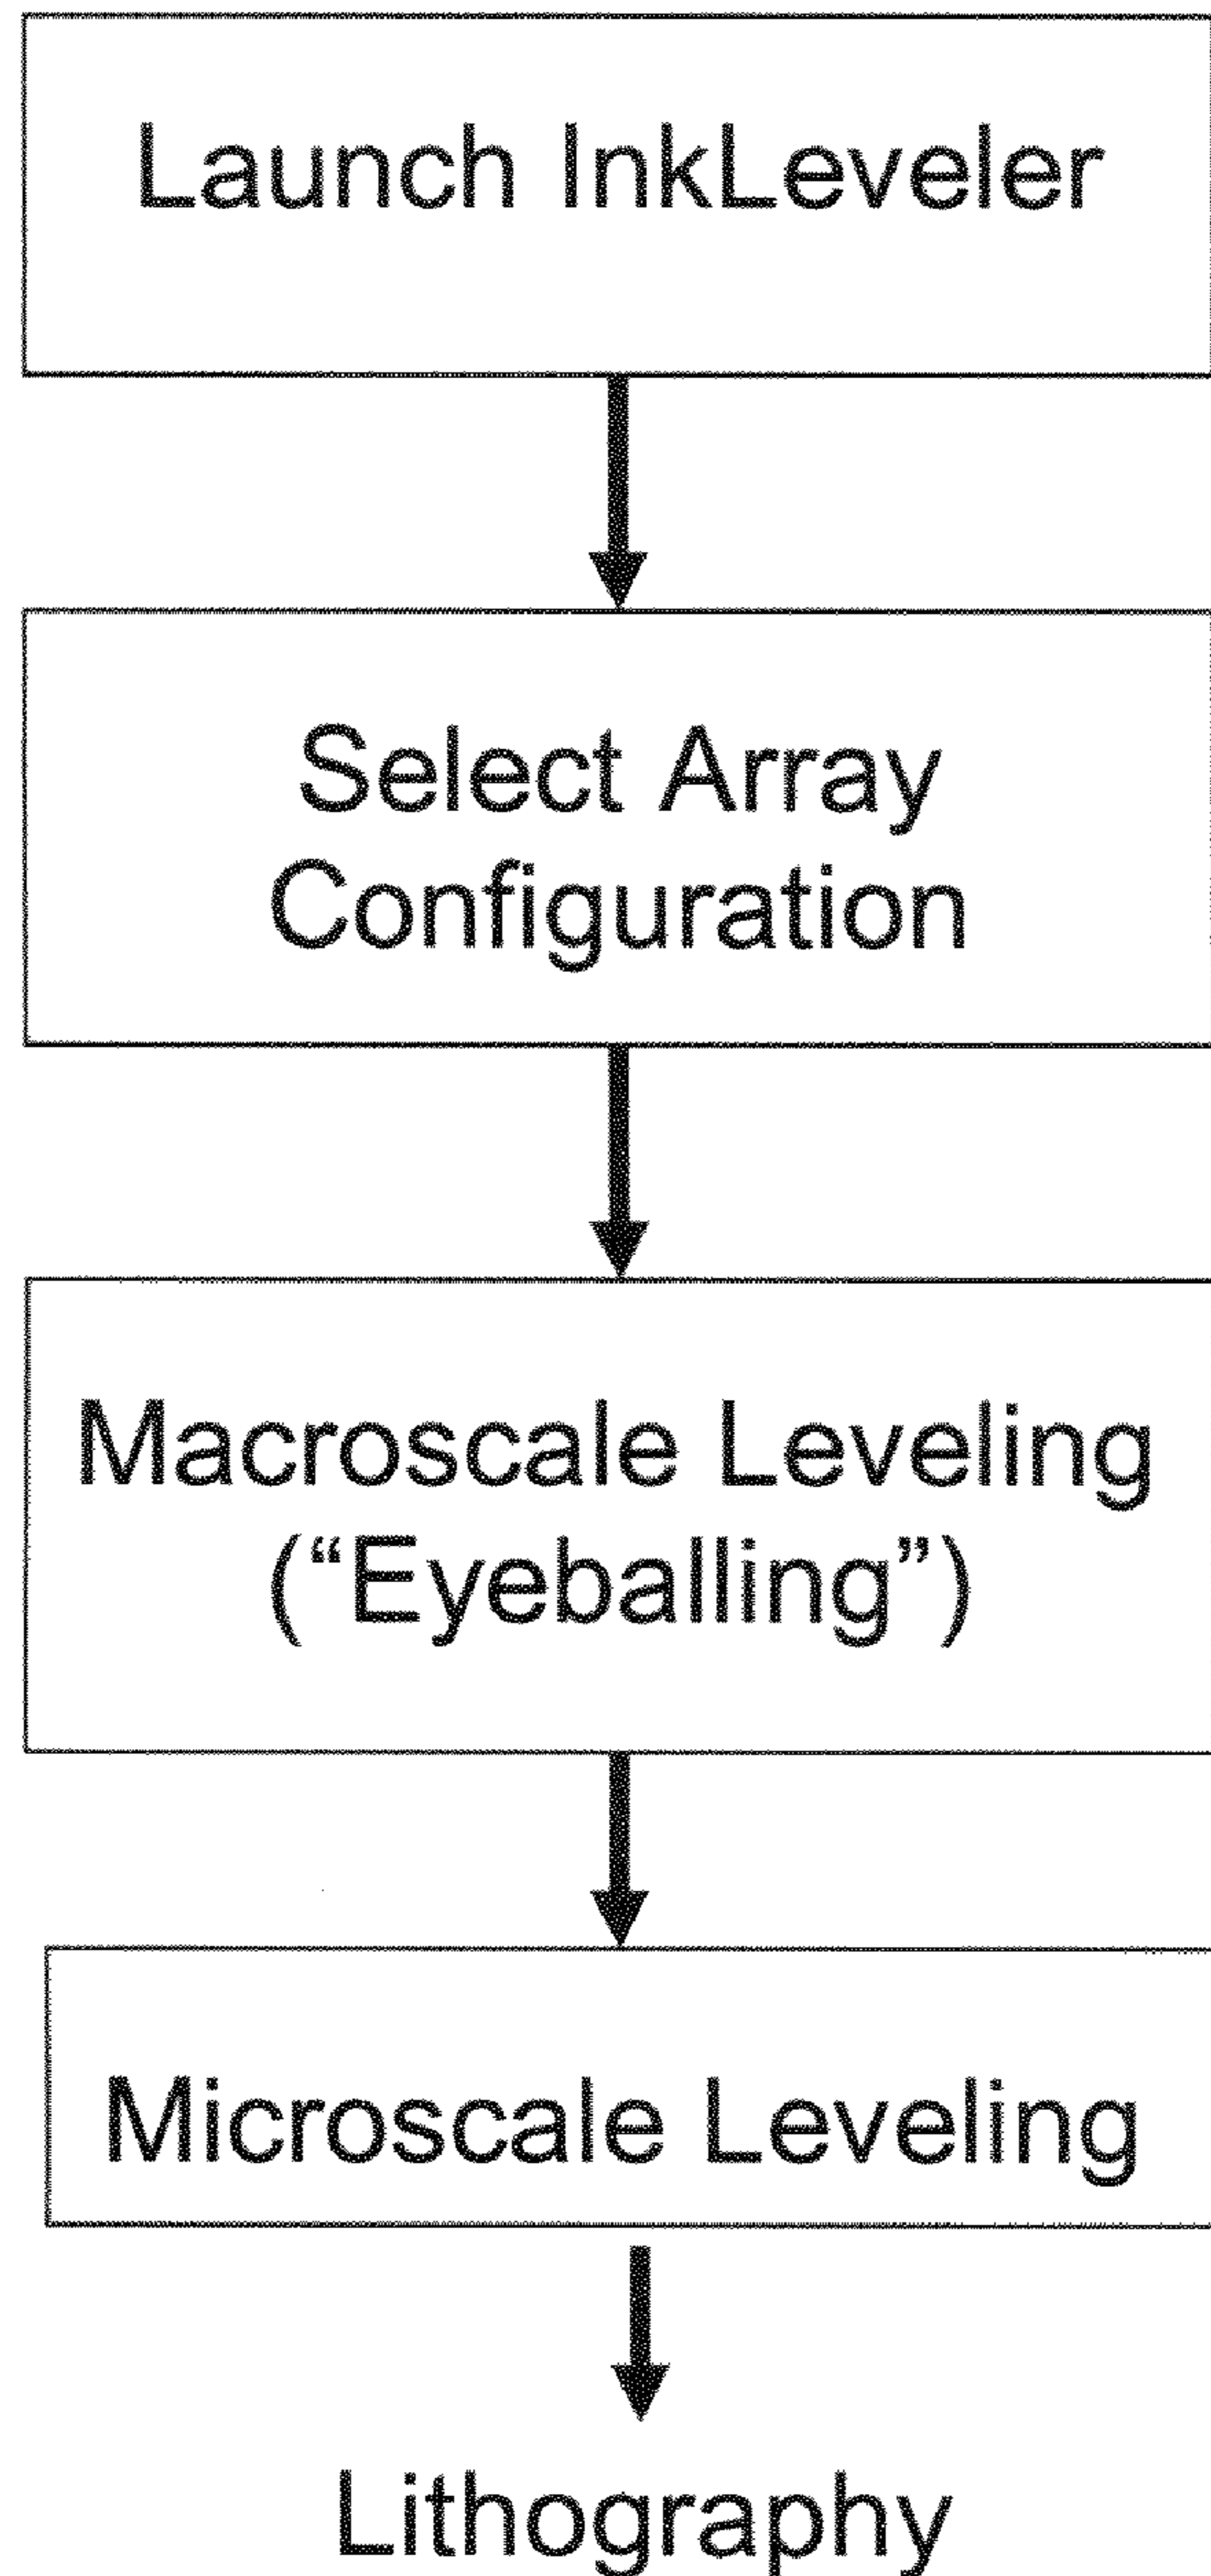 Launch InkLeveler
Select Array
Configuration
Macroscale Leveling
(“Eyeballing”)
Microscale Leveling
Lithography